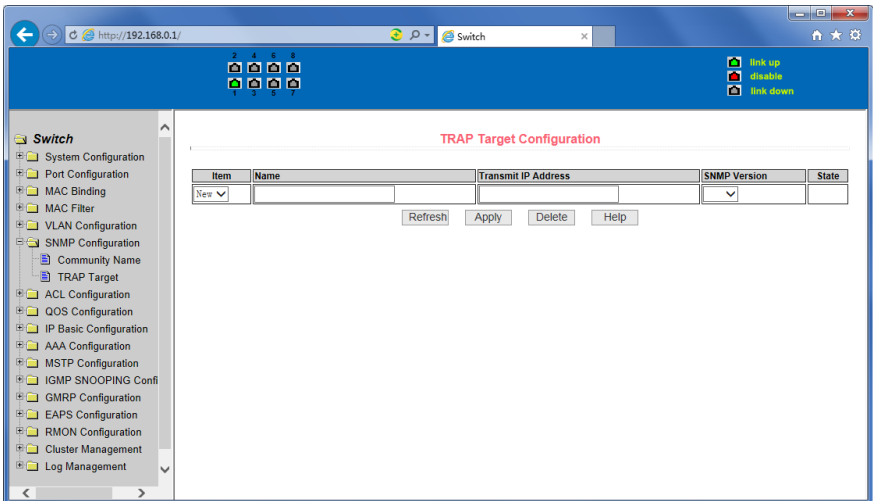 http://192.168.0.1/
Switch
2 4 6 8
1 3 5 7
link up
disable
link down
Switch
System Configuration
Port Configuration
MAC Binding
MAC Filter
VLAN Configuration
SNMP Configuration
Community Name
TRAP Target
ACL Configuration
QOS Configuration
IP Basic Configuration
AAA Configuration
MSTP Configuration
IGMP SNOOPING Confi
GMRP Configuration
EAPS Configuration
RMON Configuration
Cluster Management
Log Management
TRAP Target Configuration
Item Name Transmit IP Address SNMP Version State
New
Refresh Apply Delete Help